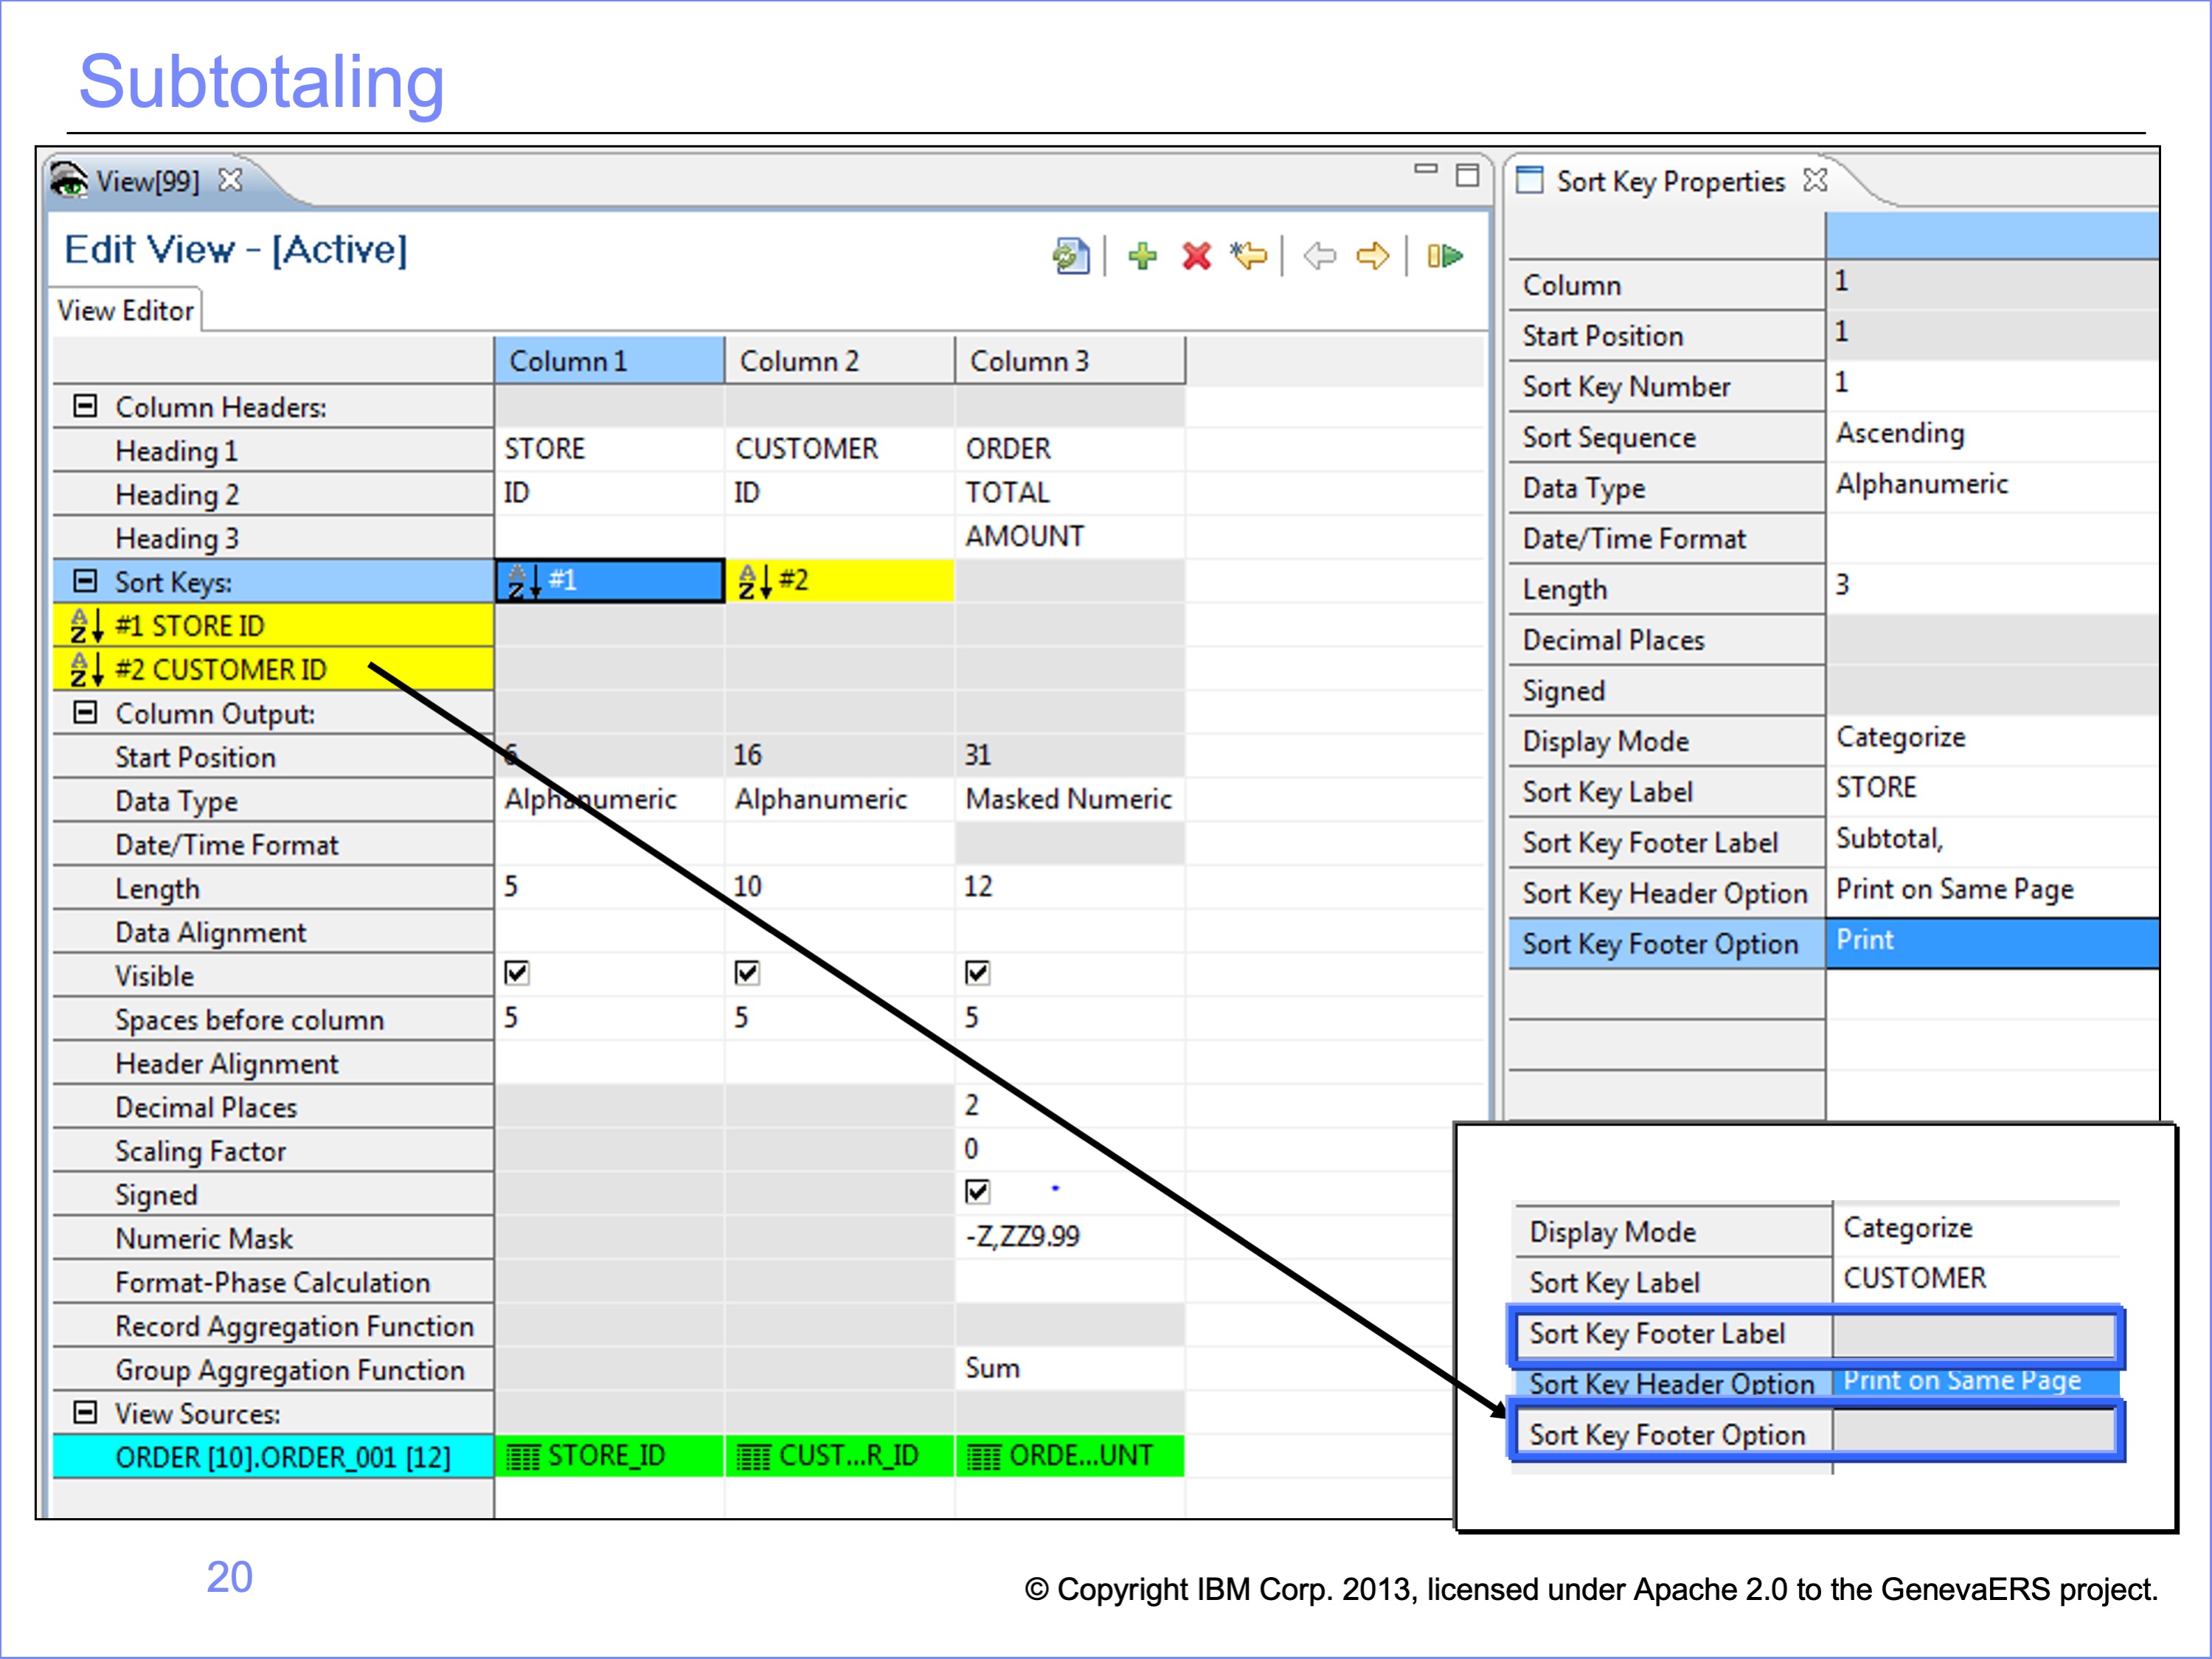 Subtotaling
View[99]
Edit View - [Active]
View Editor
Column 1 Column 2 Column 3
Column Headers:
Heading 1 STORE CUSTOMER ORDER
Heading 2 ID ID TOTAL
Heading 3 AMOUNT
Sort Keys: #1 #2
#1 STORE ID
#2 CUSTOMER ID
Column Output:
Start Position 6 16 31
Data Type Alphanumeric Alphanumeric Masked Numeric
Date/Time Format
Length 5 10 12
Data Alignment
Visible
Spaces before column 5 5 5
Header Alignment
Decimal Places 2
Scaling Factor 0
Signed
Numeric Mask -Z,ZZ9.99
Format-Phase Calculation
Record Aggregation Function
Group Aggregation Function Sum
View Sources:
ORDER [10].ORDER_001 [12] STORE_ID CUST...R_ID ORDE...UNT
Sort Key Properties
Column 1
Start Position 1
Sort Key Number 1
Sort Sequence Ascending
Data Type Alphanumeric
Date/Time Format
Length 3
Decimal Places
Signed
Display Mode Categorize
Sort Key Label STORE
Sort Key Footer Label Subtotal,
Sort Key Header Option Print on Same Page
Sort Key Footer Option Print
Display Mode Categorize
Sort Key Label CUSTOMER
Sort Key Footer Label
Sort Key Header Option Print on Same Page
Sort Key Footer Option
20
© Copyright IBM Corp. 2013, licensed under Apache 2.0 to the GenevaERS project.